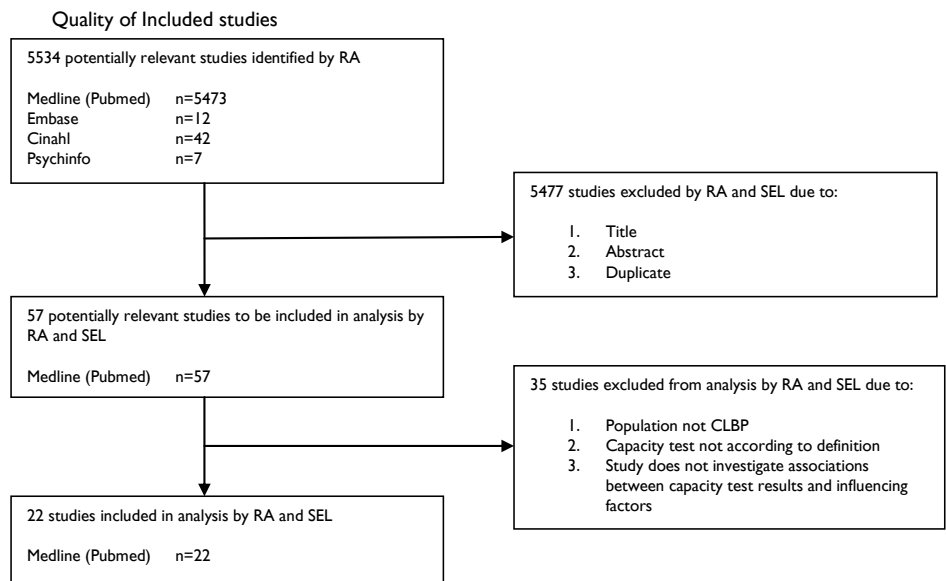 Quality of Included studies
5534 potentially relevant studies identified by RA
Medline (Pubmed) n=5473
Embase n=12
Cinahl n=42
Psychinfo n=7
5477 studies excluded by RA and SEL due to:
1. Title
2. Abstract
3. Duplicate
57 potentially relevant studies to be included in analysis by
RA and SEL
Medline (Pubmed) n=57
35 studies excluded from analysis by RA and SEL due to:
1. Population not CLBP
2. Capacity test not according to definition
3. Study does not investigate associations
between capacity test results and influencing
factors
22 studies included in analysis by RA and SEL
Medline (Pubmed) n=22